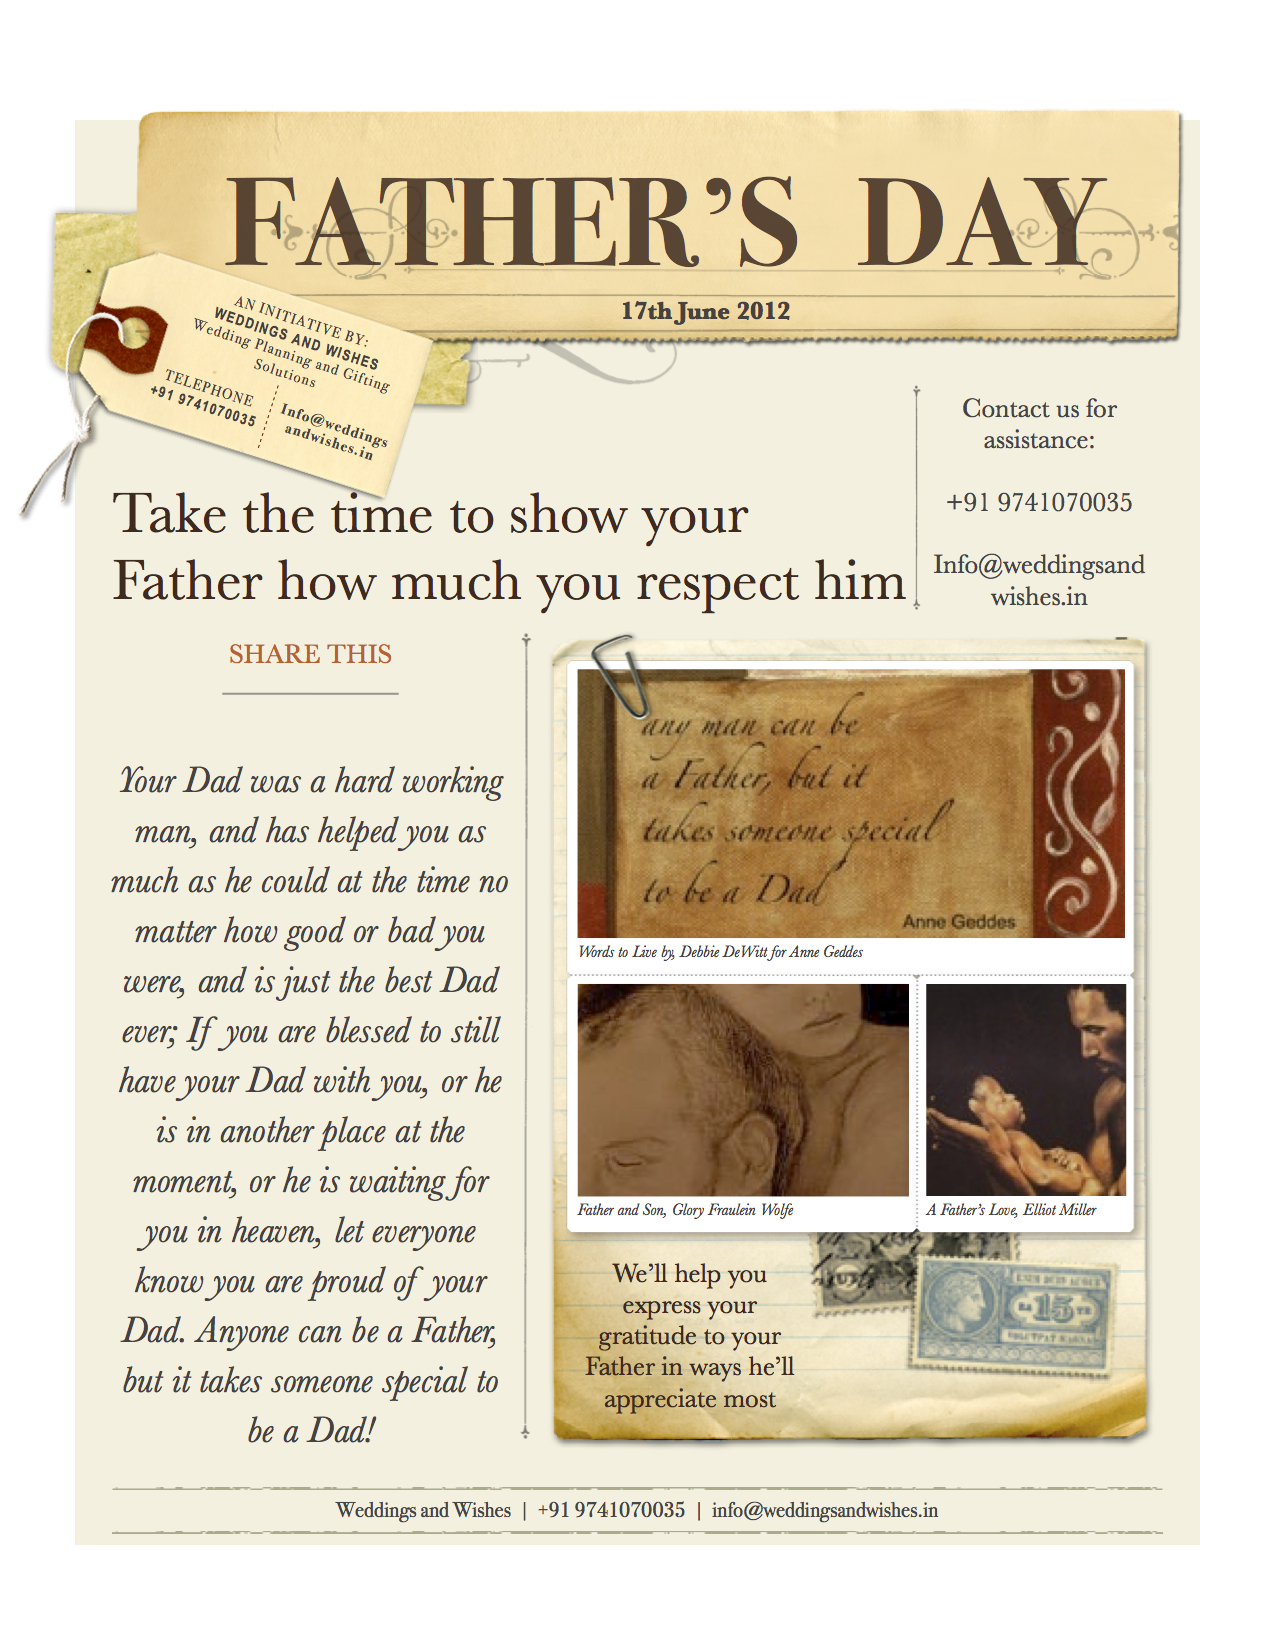 FATHER’S DAY
17th June 2012
AN INITIATIVE BY:
WEDDINGS AND WISHES
Wedding Planning and Gifting
Solutions
TELEPHONE
+91 9741070035
Info@weddings
andwishes.in
Contact us for
assistance:
+91 9741070035
Info@weddingsand
wishes.in
Take the time to show your
Father how much you respect him
SHARE THIS
Your Dad was a hard working
man, and has helped you as
much as he could at the time no
matter how good or bad you
were, and is just the best Dad
ever; If you are blessed to still
have your Dad with you, or he
is in another place at the
moment, or he is waiting for
you in heaven, let everyone
know you are proud of your
Dad. Anyone can be a Father,
but it takes someone special to
be a Dad!
any man can be
a Father, but it
takes someone special
to be a Dad
Anne Geddes
Words to Live by, Debbie DeWitt for Anne Geddes
Father and Son, Glory Fraulein Wolfe
A Father’s Love, Elliot Miller
We’ll help you
express your
gratitude to your
Father in ways he’ll
appreciate most
15
Weddings and Wishes | +91 9741070035 | info@weddingsandwishes.in